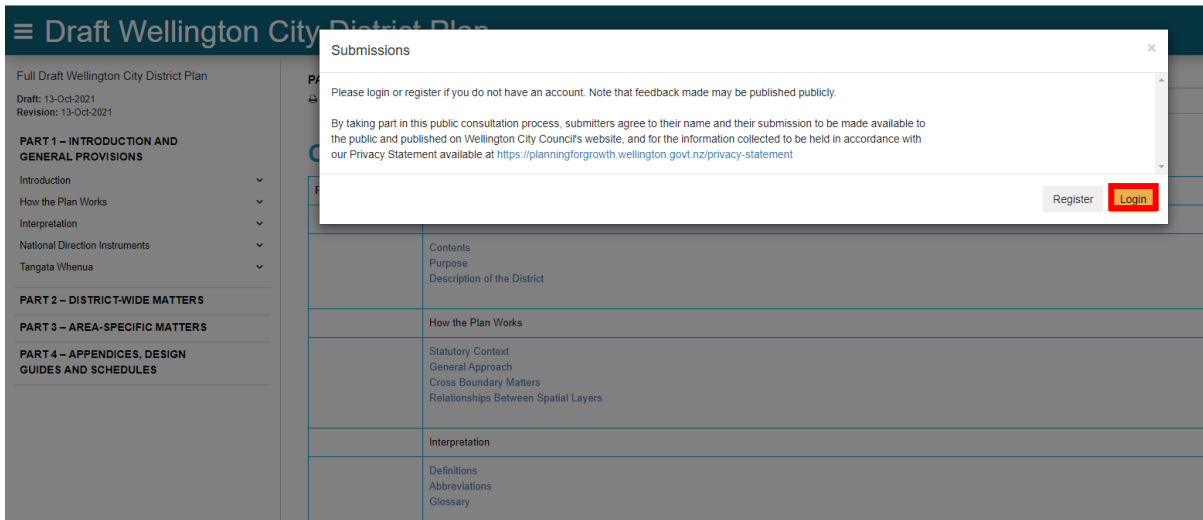 ≡ Draft Wellington City District Plan
Full Draft Wellington City District Plan
Draft: 13-Oct-2021
Revision: 13-Oct-2021
PART 1 – INTRODUCTION AND
GENERAL PROVISIONS
Introduction
How the Plan Works
Interpretation
National Direction Instruments
Tangata Whenua
PART 2 – DISTRICT-WIDE MATTERS
PART 3 – AREA-SPECIFIC MATTERS
PART 4 – APPENDICES, DESIGN
GUIDES AND SCHEDULES
Submissions ×
Please login or register if you do not have an account. Note that feedback made may be published publicly.
By taking part in this public consultation process, submitters agree to their name and their submission to be made available to
the public and published on Wellington City Council's website, and for the information collected to be held in accordance with
our Privacy Statement available at https://planningforgrowth.wellington.govt.nz/privacy-statement
Register Login
Contents
Purpose
Description of the District
How the Plan Works
Statutory Context
General Approach
Cross Boundary Matters
Relationships Between Spatial Layers
Interpretation
Definitions
Abbreviations
Glossary